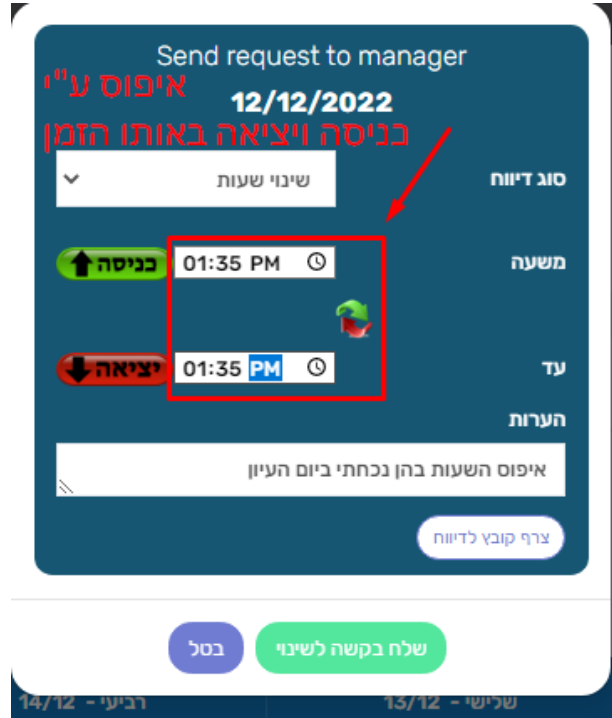 Send request to manager
איפוס ע"י
12/12/2022
כניסה ויציאה באותו הזמן
סוג דיווח
שינוי שעות
משעה
01:35 PM
כניסה
עד
01:35 PM
יציאה
הערות
איפוס השעות בהן נכחתי ביום העיון
צרף קובץ לדיווח
שלח בקשה לשינוי
בטל
שלישי - 13/12
רביעי - 14/12